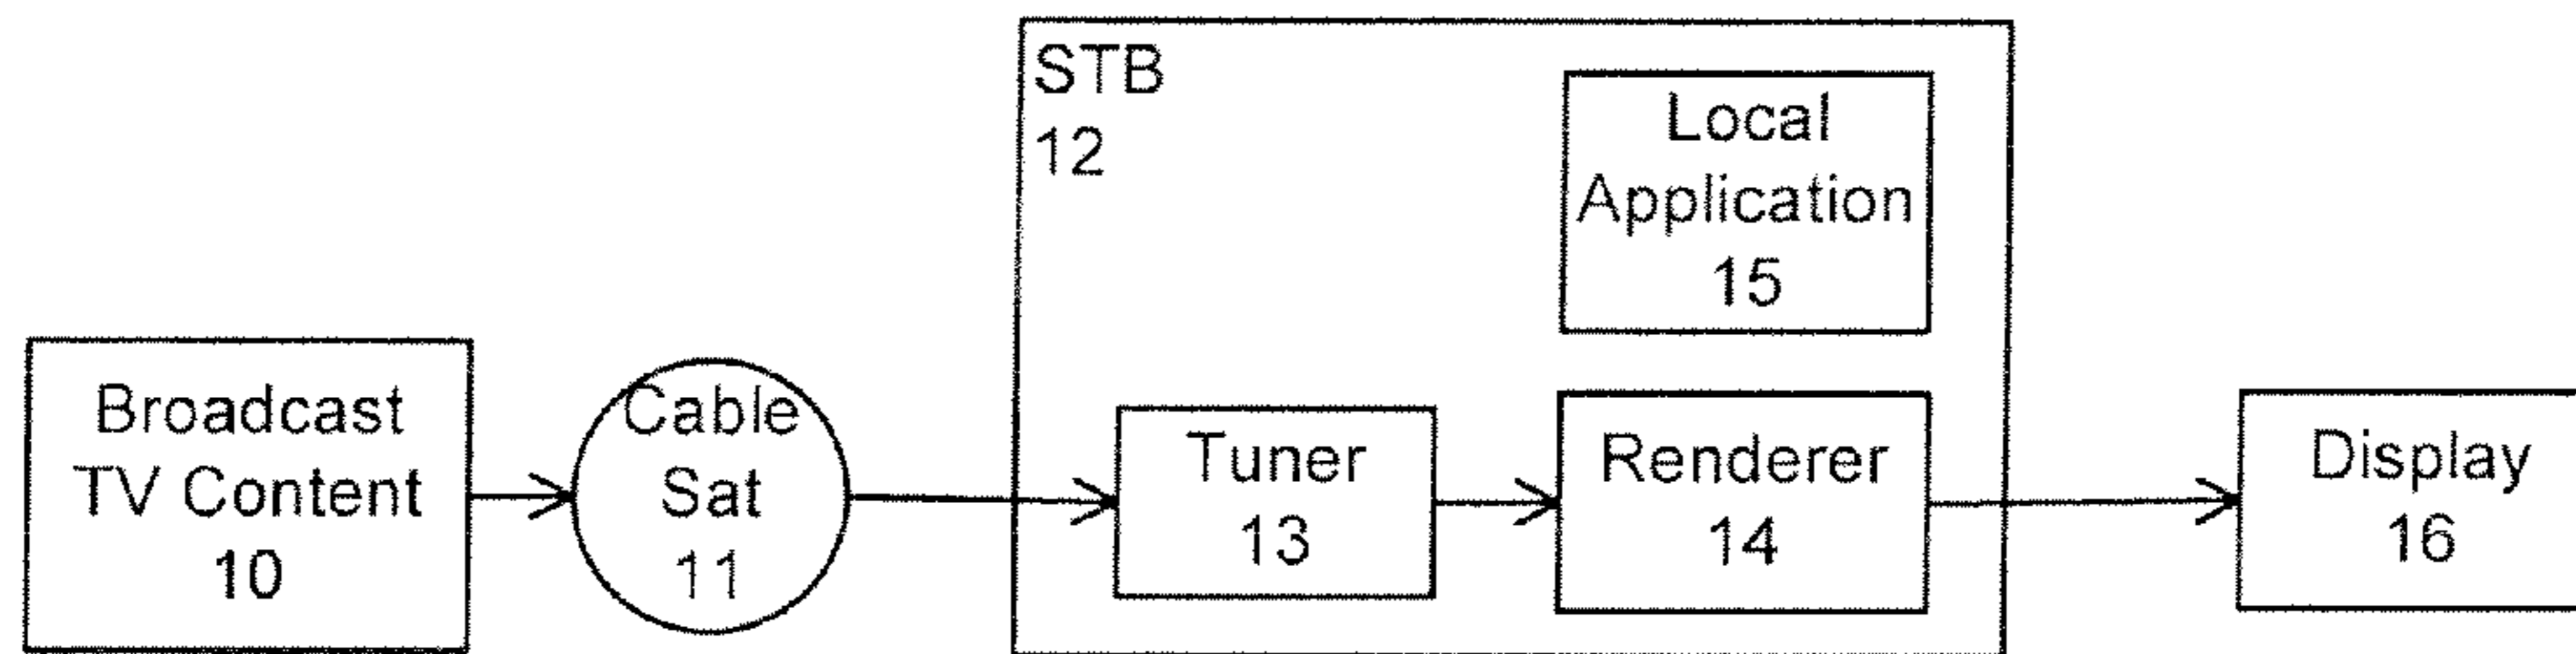 STB
12
Local
Application
15
Broadcast
TV Content
10
Cable
Sat
11
Tuner
13
Renderer
14
Display
16